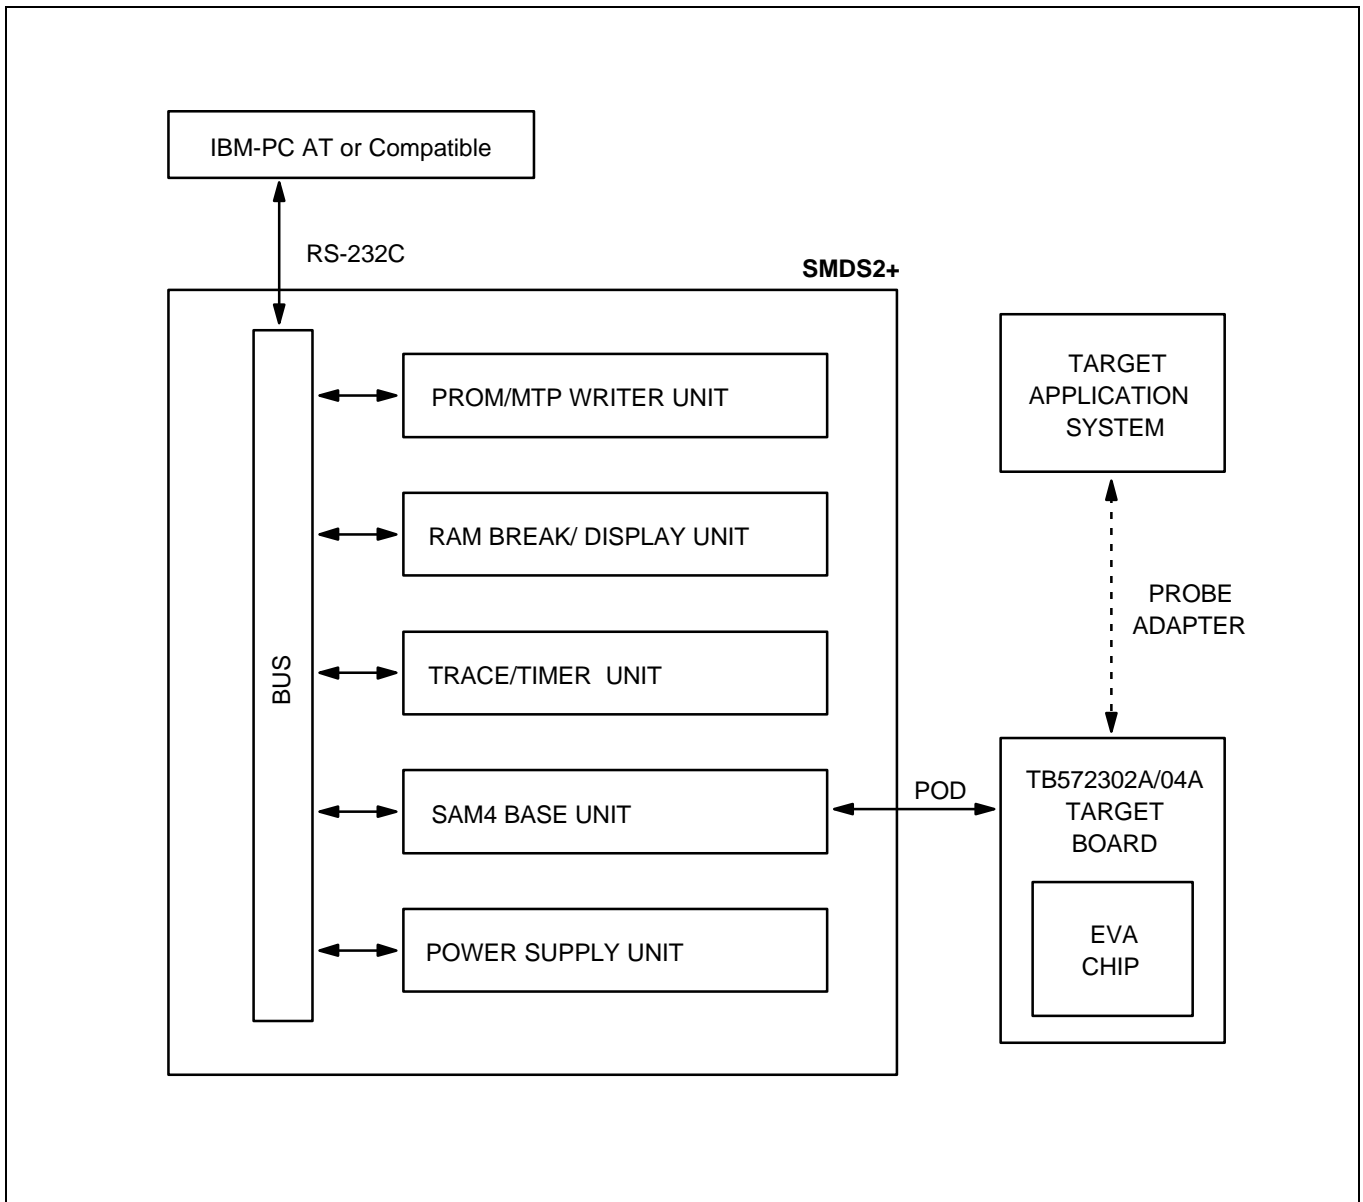 IBM-PC AT or Compatible
RS-232C
SMDS2+
BUS
PROM/MTP WRITER UNIT
RAM BREAK/ DISPLAY UNIT
TRACE/TIMER UNIT
SAM4 BASE UNIT
POWER SUPPLY UNIT
POD
TARGET
APPLICATION
SYSTEM
PROBE
ADAPTER
TB572302A/04A
TARGET
BOARD
EVA
CHIP